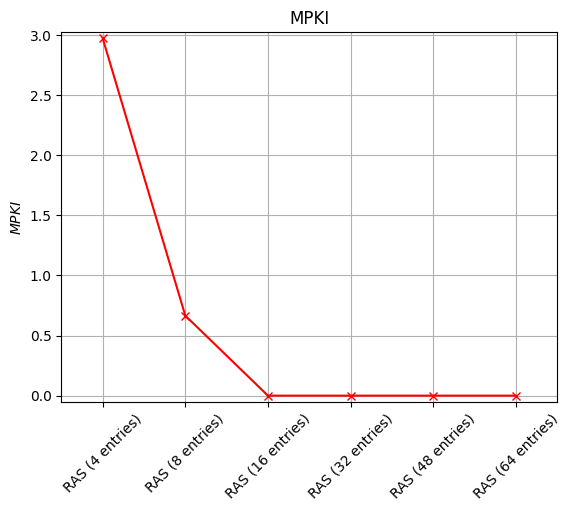 MPKI
3.0
2.5
2.0
1.5
1.0
0.5
0.0
MPKI
RAS (4 entries)
RAS (8 entries)
RAS (16 entries)
RAS (32 entries)
RAS (48 entries)
RAS (64 entries)